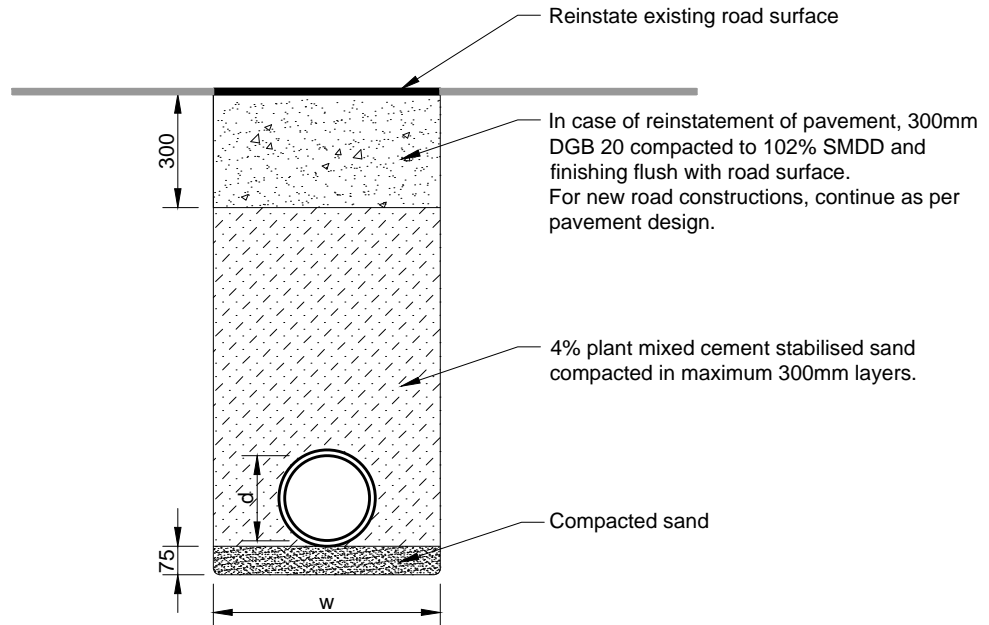 Reinstate existing road surface
300
In case of reinstatement of pavement, 300mm
DGB 20 compacted to 102% SMDD and
finishing flush with road surface.
For new road constructions, continue as per
pavement design.
4% plant mixed cement stabilised sand
compacted in maximum 300mm layers.
d
Compacted sand
75
w